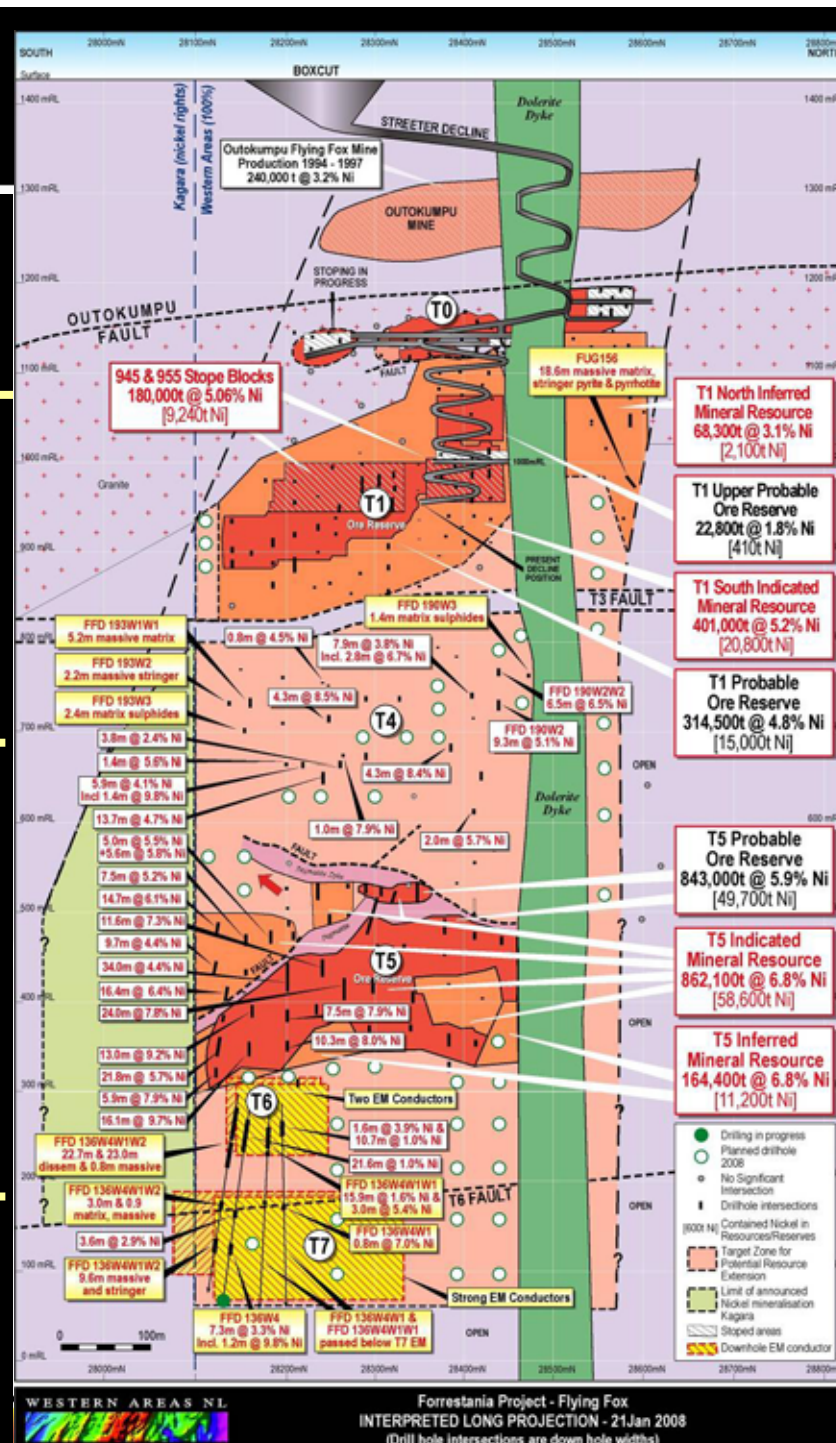 28000mN 28100mN 28200mN 28300mN 28400mN 28500mN 28600mN 28700mN
SOUTH
Surface
BOXCUT
1400 mRL
Kagara (nickel rights)
Western Areas (100%)
STREETER DECLINE
Dolerite
Dyke
Outokumpu Flying Fox Mine
Production 1994 - 1997
240,000 t @ 3.2% Ni
1300 mRL
OUTOKUMPU
MINE
1200 mRL
STOPING IN
PROGRESS
OUTOKUMPU
FAULT
T0
1100 mRL
FAULT
FUG156
18.6m massive matrix,
stringer pyrite & pyrrhotite
945 & 955 Stope Blocks
180,000t @ 5.06% Ni
[9,240t Ni]
T1 North Inferred
Mineral Resource
68,300t @ 3.1% Ni
[2,100t Ni]
1000 mRL
1000mRL
Granite
T1
Ore Reserve
T1 Upper Probable
Ore Reserve
22,800t @ 1.8% Ni
[410t Ni]
900 mRL
PRESENT
DECLINE
POSITION
T1 South Indicated
Mineral Resource
401,000t @ 5.2% Ni
[20,800t Ni]
T3 FAULT
800 mRL
FFD 193W1W1
5.2m massive matrix
FFD 190W3
1.4m matrix sulphides
0.8m @ 4.5% Ni
7.9m @ 3.8% Ni
Incl. 2.8m @ 6.7% Ni
FFD 193W2
2.2m massive stringer
T1 Probable
Ore Reserve
314,500t @ 4.8% Ni
[15,000t Ni]
FFD 190W2W2
6.5m @ 6.5% Ni
FFD 193W3
2.4m matrix sulphides
4.3m @ 8.5% Ni
T4
700 mRL
FFD 190W2
9.3m @ 5.1% Ni
3.8m @ 2.4% Ni
1.4m @ 5.6% Ni
4.3m @ 8.4% Ni
OPEN
5.9m @ 4.1% Ni
Incl 1.4m @ 9.8% Ni
Dolerite
Dyke
13.7m @ 4.7% Ni
600 mRL
1.0m @ 7.9% Ni
2.0m @ 5.7% Ni
5.0m @ 5.5% Ni
+5.6m @ 5.8% Ni
FAULT
T5 Probable
Ore Reserve
843,000t @ 5.9% Ni
[49,700t Ni]
7.5m @ 5.2% Ni
14.7m @ 6.1% Ni
500 mRL
11.6m @ 7.3% Ni
? ?
9.7m @ 4.4% Ni
FAULT
T5
Ore Reserve
T5 Indicated
Mineral Resource
862,100t @ 6.8% Ni
[58,600t Ni]
34.0m @ 4.4% Ni
16.4m @ 6.4% Ni
400 mRL
24.0m @ 7.8% Ni
7.5m @ 7.9% Ni
OPEN
10.3m @ 8.0% Ni
13.0m @ 9.2% Ni
T5 Inferred
Mineral Resource
164,400t @ 6.8% Ni
[11,200t Ni]
21.8m @ 5.7% Ni
300 mRL
5.9m @ 7.9% Ni
T6
Two EM Conductors
16.1m @ 9.7% Ni
1.6m @ 3.9% Ni &
10.7m @ 1.0% Ni
FFD 136W4W1W2
22.7m & 23.0m
dissem & 0.8m massive
21.6m @ 1.0% Ni
FFD 136W4W1W1
15.9m @ 1.6% Ni &
3.0m @ 5.4% Ni
T6 FAULT
200 mRL
FFD 136W4W1W2
3.0m & 0.9
matrix, massive
OPEN
FFD 136W4W1
0.8m @ 7.0% Ni
3.6m @ 2.9% Ni
T7
100 mRL
FFD 136W4W1W2
9.6m massive
and stringer
Strong EM Conductors
FFD 136W4
7.3m @ 3.3% Ni
Incl. 1.2m @ 9.8% Ni
FFD 136W4W1 &
FFD 136W4W1W1
passed below T7 EM
OPEN
0 100m
0 mRL
Drilling in progress
Planned drillhole
2008
No Significant
Intersection
Drillhole intersections
[600t Ni] Contained Nickel in
Resources/Reserves
Target Zone for
Potential Resource
Extension
Limit of announced
Nickel mineralisation
Kagara
Stoped areas
Downhole EM conductor
28000mN 28200mN 28300mN 28400mN 28500mN 28600mN 28700mN
WESTERN AREAS NL
Forrestania Project - Flying Fox
INTERPRETED LONG PROJECTION - 21Jan 2008
(Drill hole intersections are down hole widths)